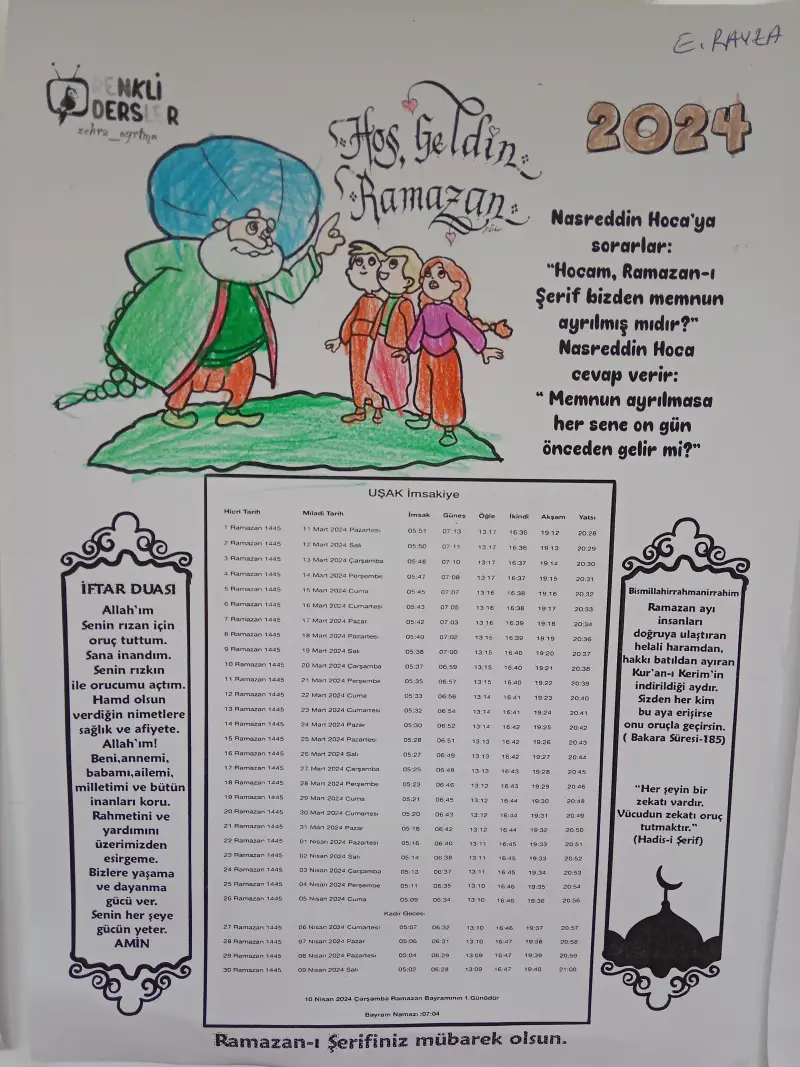 E. RAYZA
RENKLİ
DERSLER
zehra_ogrtmn
Hoş Geldin
Ramazan
2024
Nasreddin Hoca'ya
sorarlar:
"Hocam, Ramazan-ı
Şerif bizden memnun
ayrılmış mıdır?"
Nasreddin Hoca
cevap verir:
" Memnun ayrılmasa
her sene on gün
önceden gelir mi?"
UŞAK İmsakiye
Hicri Tarih Miladi Tarih İmsak Güneş Öğle İkindi Akşam Yatsı
1 Ramazan 1445 11 Mart 2024 Pazartesi 05:51 07:13 13:17 16:35 19:12 20:28
2 Ramazan 1445 12 Mart 2024 Salı 05:50 07:11 13:17 16:36 19:13 20:29
3 Ramazan 1445 13 Mart 2024 Çarşamba 05:48 07:10 13:17 16:37 19:14 20:30
4 Ramazan 1445 14 Mart 2024 Perşembe 05:47 07:08 13:17 16:37 19:15 20:31
5 Ramazan 1445 15 Mart 2024 Cuma 05:45 07:07 13:16 16:38 19:16 20:32
6 Ramazan 1445 16 Mart 2024 Cumartesi 05:43 07:05 13:16 16:38 19:17 20:33
7 Ramazan 1445 17 Mart 2024 Pazar 05:42 07:03 13:16 16:39 19:18 20:34
8 Ramazan 1445 18 Mart 2024 Pazartesi 05:40 07:02 13:15 16:39 19:19 20:36
9 Ramazan 1445 19 Mart 2024 Salı 05:38 07:00 13:15 16:40 19:20 20:37
10 Ramazan 1445 20 Mart 2024 Çarşamba 05:37 06:59 13:15 16:40 19:21 20:38
11 Ramazan 1445 21 Mart 2024 Perşembe 05:35 06:57 13:15 16:40 19:22 20:39
12 Ramazan 1445 22 Mart 2024 Cuma 05:33 06:56 13:14 16:41 19:23 20:40
13 Ramazan 1445 23 Mart 2024 Cumartesi 05:32 06:54 13:14 16:41 19:24 20:41
14 Ramazan 1445 24 Mart 2024 Pazar 05:30 06:52 13:14 16:42 19:25 20:42
15 Ramazan 1445 25 Mart 2024 Pazartesi 05:28 06:51 13:13 16:42 19:26 20:43
16 Ramazan 1445 26 Mart 2024 Salı 05:27 06:49 13:13 16:42 19:27 20:44
17 Ramazan 1445 27 Mart 2024 Çarşamba 05:25 06:48 13:13 16:43 19:28 20:45
18 Ramazan 1445 28 Mart 2024 Perşembe 05:23 06:46 13:12 16:43 19:29 20:46
19 Ramazan 1445 29 Mart 2024 Cuma 05:21 06:45 13:12 16:44 19:30 20:48
20 Ramazan 1445 30 Mart 2024 Cumartesi 05:20 06:43 13:12 16:44 19:31 20:49
21 Ramazan 1445 31 Mart 2024 Pazar 05:18 06:42 13:12 16:44 19:32 20:50
22 Ramazan 1445 01 Nisan 2024 Pazartesi 05:16 06:40 13:11 16:45 19:33 20:51
23 Ramazan 1445 02 Nisan 2024 Salı 05:14 06:38 13:11 16:45 19:33 20:52
24 Ramazan 1445 03 Nisan 2024 Çarşamba 05:13 06:37 13:11 16:45 19:34 20:53
25 Ramazan 1445 04 Nisan 2024 Perşembe 05:11 06:35 13:10 16:46 19:35 20:54
26 Ramazan 1445 05 Nisan 2024 Cuma 05:09 06:34 13:10 16:46 19:36 20:56
Kadir Gecesi
27 Ramazan 1445 06 Nisan 2024 Cumartesi 05:07 06:32 13:10 16:46 19:37 20:57
28 Ramazan 1445 07 Nisan 2024 Pazar 05:06 06:31 13:10 16:47 19:38 20:58
29 Ramazan 1445 08 Nisan 2024 Pazartesi 05:04 06:29 13:09 16:47 19:39 20:59
30 Ramazan 1445 09 Nisan 2024 Salı 05:02 06:28 13:09 16:47 19:40 21:00
10 Nisan 2024 Çarşamba Ramazan Bayramının 1.Günüdür
Bayram Namazı :07:04
İFTAR DUASI
Allah'ım
Senin rızan için
oruç tuttum.
Sana inandım.
Senin rızkın
ile orucumu açtım.
Hamd olsun
verdiğin nimetlere
sağlık ve afiyete.
Allah'ım!
Beni,annemi,
babamı,ailemi,
milletimi ve bütün
inanları koru.
Rahmetini ve
yardımını
üzerimizden
esirgeme.
Bizlere yaşama
ve dayanma
gücü ver.
Senin her şeye
gücün yeter.
AMİN
Bismillahirrahmanirrahim
Ramazan ayı
insanları
doğruya ulaştıran
helali haramdan,
hakkı batıldan ayıran
Kur'an-ı Kerim'in
indirildiği aydır.
Sizden her kim
bu aya erişirse
onu oruçla geçirsin.
( Bakara Sûresi-185)
"Her şeyin bir
zekatı vardır.
Vücudun zekatı oruç
tutmaktır."
(Hadis-i Şerif)
Ramazan-ı Şerifiniz mübarek olsun.